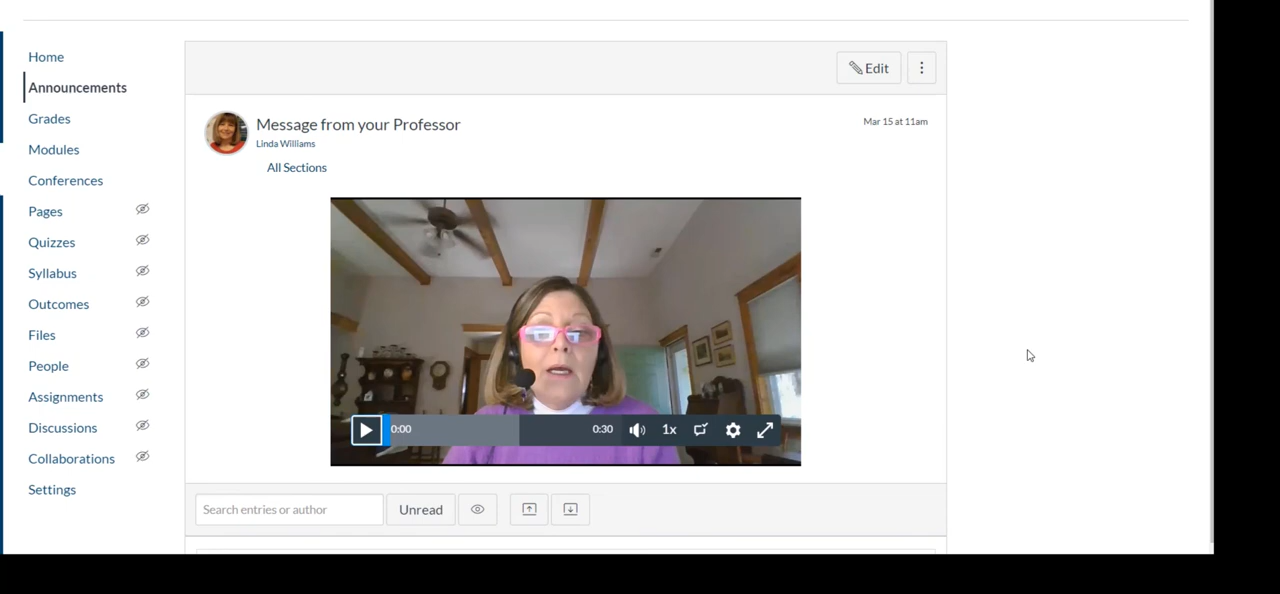 Home
Announcements
Grades
Modules
Conferences
Pages
Quizzes
Syllabus
Outcomes
Files
People
Assignments
Discussions
Collaborations
Settings
Edit
Message from your Professor
Mar 15 at 11am
Linda Williams
All Sections
0:00 0:30 1x
Search entries or author Unread